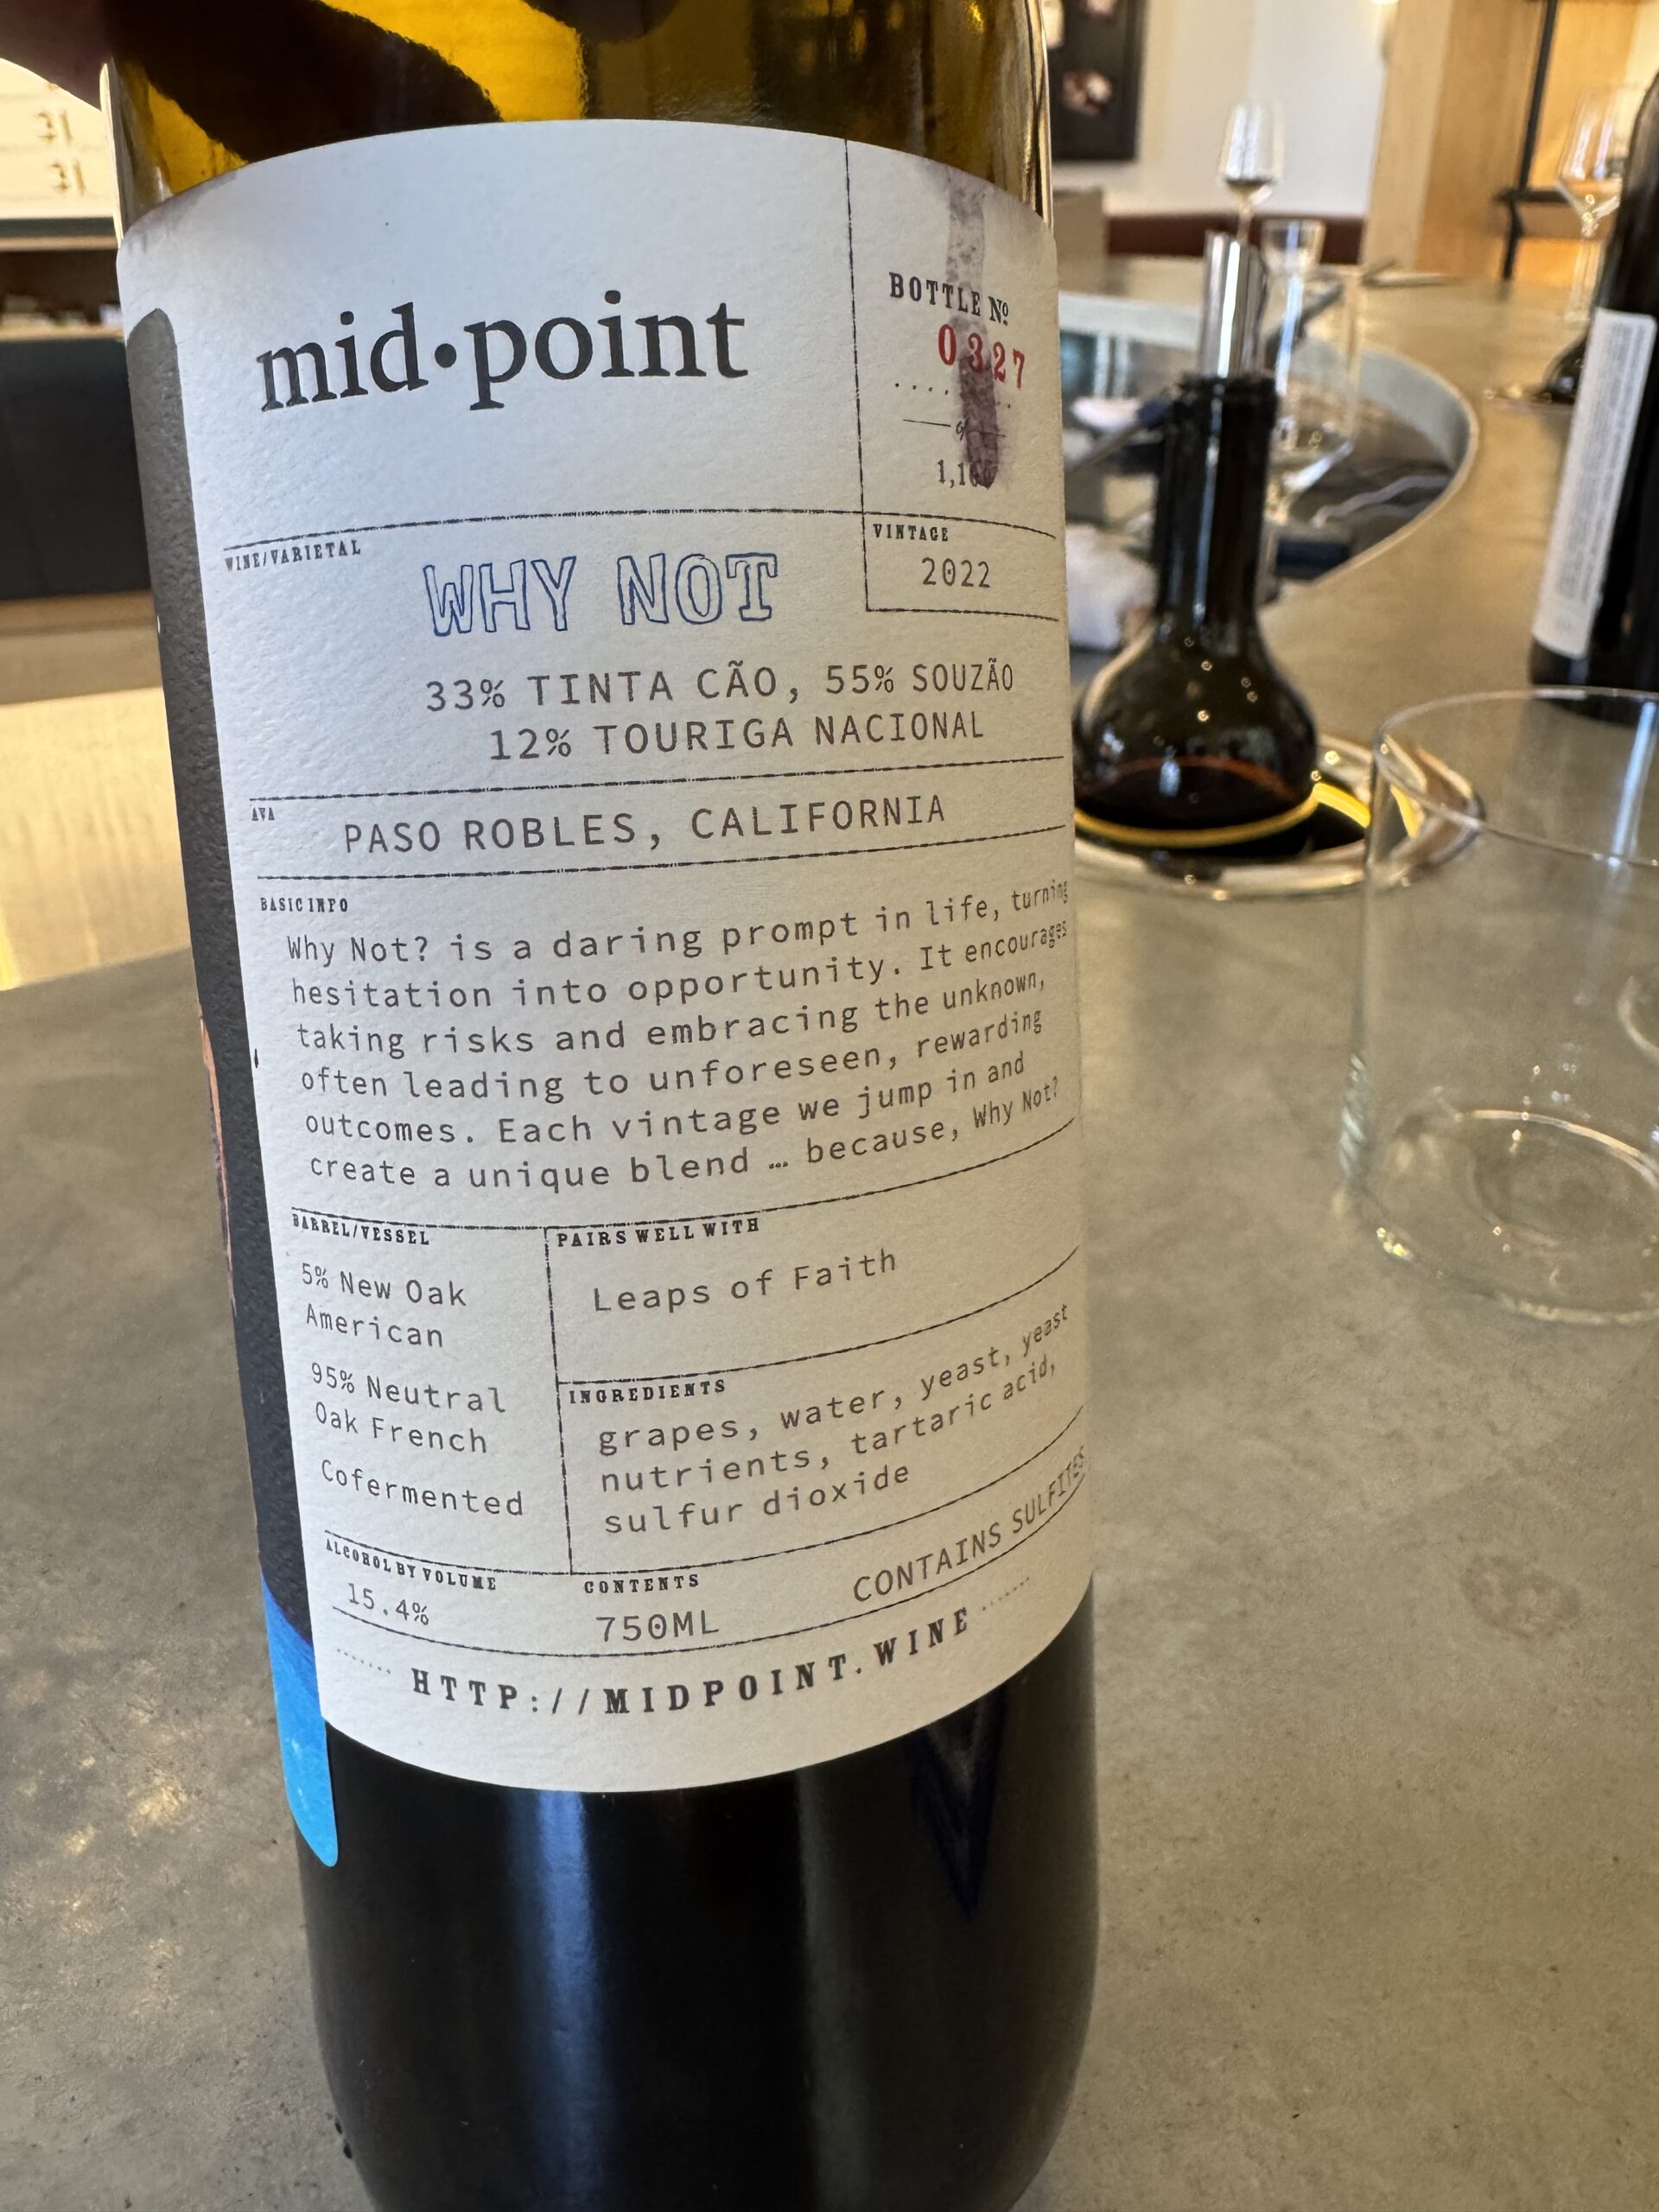 mid•point
BOTTLE Nº
0327
of
WINE/VARIETAL
WHY NOT
VINTAGE
2022
33% TINTA CÃO, 55% SOUZÃO
12% TOURIGA NACIONAL
AVA
PASO ROBLES, CALIFORNIA
BASIC INFO
Why Not? is a daring prompt in life, turning
hesitation into opportunity. It encourages
taking risks and embracing the unknown,
often leading to unforeseen, rewarding
outcomes. Each vintage we jump in and
create a unique blend … because, Why Not?
BARREL/VESSEL
5% New Oak
American
95% Neutral
Oak French
Cofermented
PAIRS WELL WITH
Leaps of Faith
INGREDIENTS
grapes, water, yeast, yeast
nutrients, tartaric acid,
sulfur dioxide
ALCOHOL BY VOLUME
15.4%
CONTENTS
750ML
CONTAINS SULFITES
HTTP://MIDPOINT.WINE